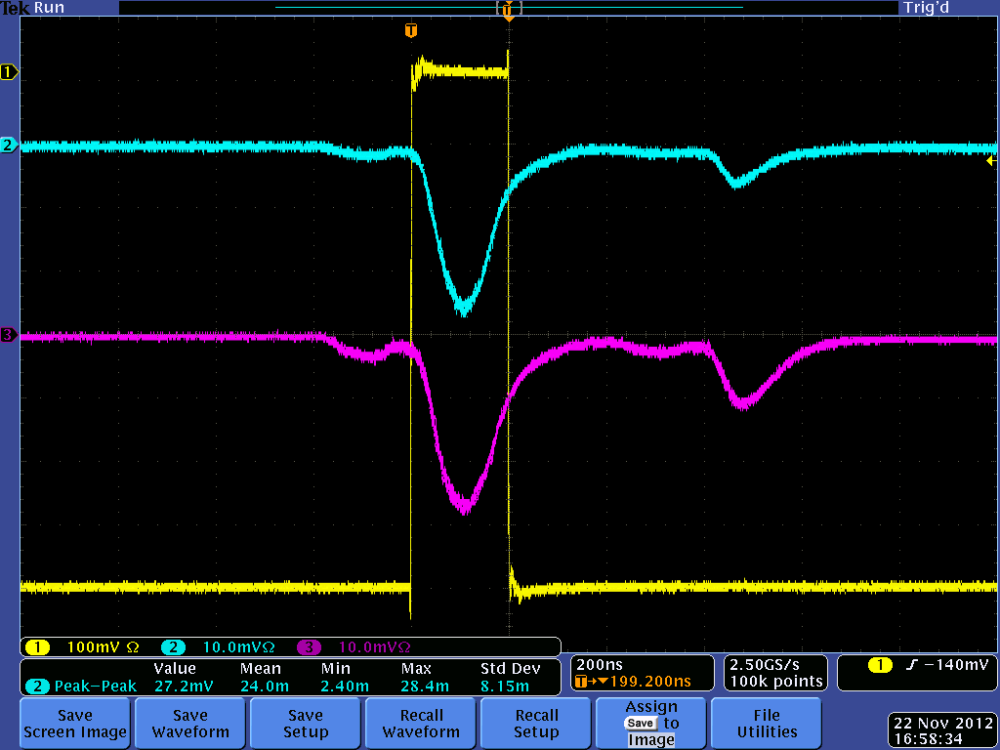 Tek Run Trig'd
T
T
1
2
3
1 100mV Ω 2 10.0mVΩ 3 10.0mVΩ
Value Mean Min Max Std Dev
2 Peak-Peak 27.2mV 24.0m 2.40m 28.4m 8.15m
200ns
T→▼199.200ns
2.50GS/s
100k points
1 ∫ -140mV
Save
Screen Image
Save
Waveform
Save
Setup
Recall
Waveform
Recall
Setup
Assign
Save to
Image
File
Utilities
22 Nov 2012
16:58:34